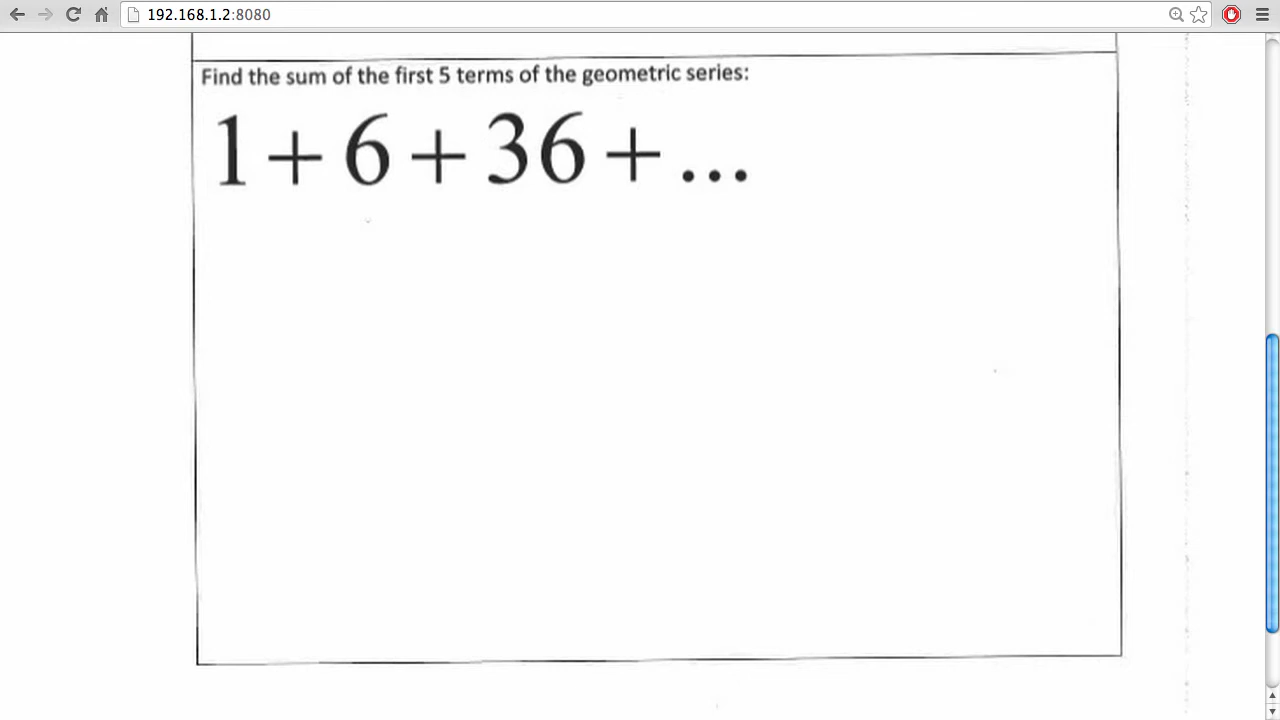 192.168.1.2:8080
Find the sum of the first 5 terms of the geometric series:
1 + 6 + 36 + ...